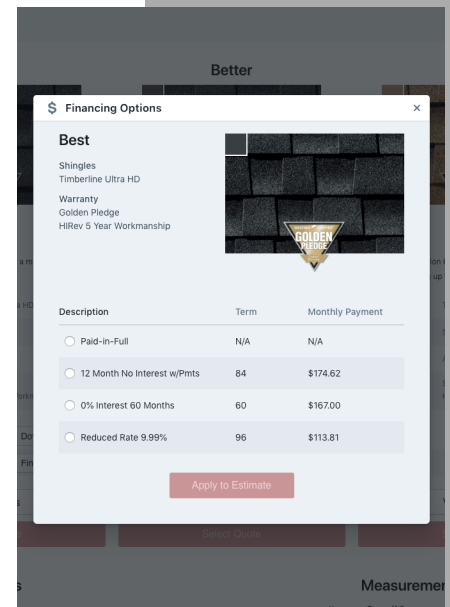 Better
$ Financing Options ×
Best
Shingles
Timberline Ultra HD
Warranty
Golden Pledge
HIRev 5 Year Workmanship
GOLDEN
PLEDGE
Description Term Monthly Payment
Paid-in-Full N/A N/A
12 Month No Interest w/Pmts 84 $174.62
0% Interest 60 Months 60 $167.00
Reduced Rate 9.99% 96 $113.81
Apply to Estimate
Select Quote